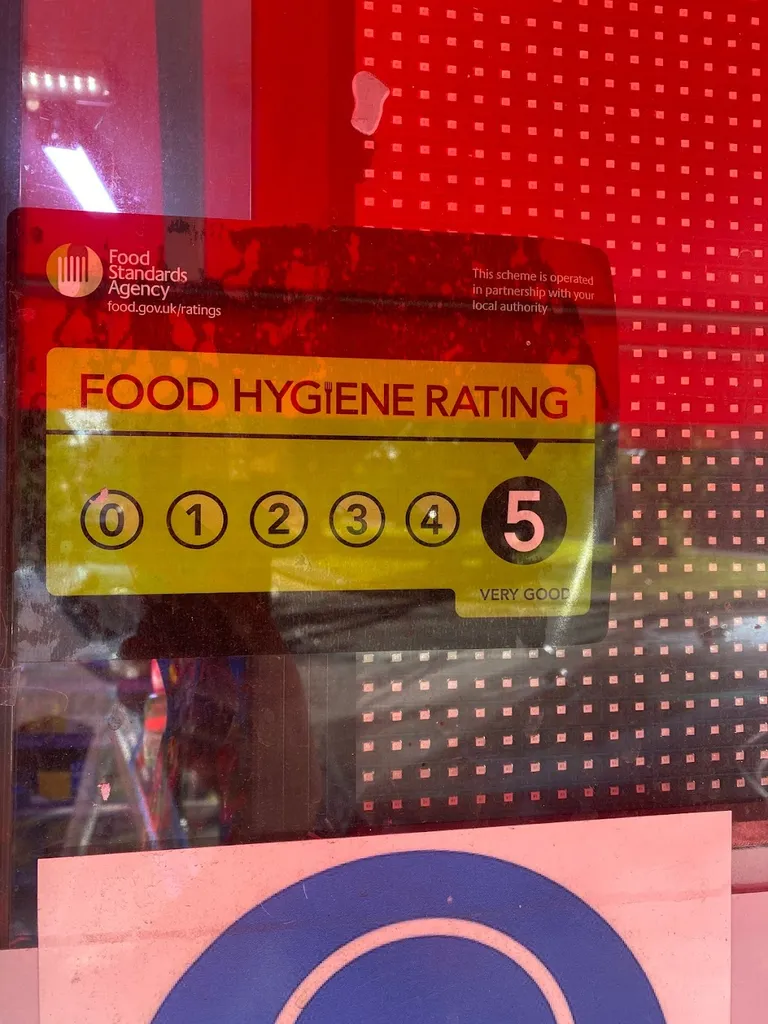 Food
Standards
Agency
food.gov.uk/ratings
This scheme is operated
in partnership with your
local authority
FOOD HYGIENE RATING
0 1 2 3 4 5
VERY GOOD